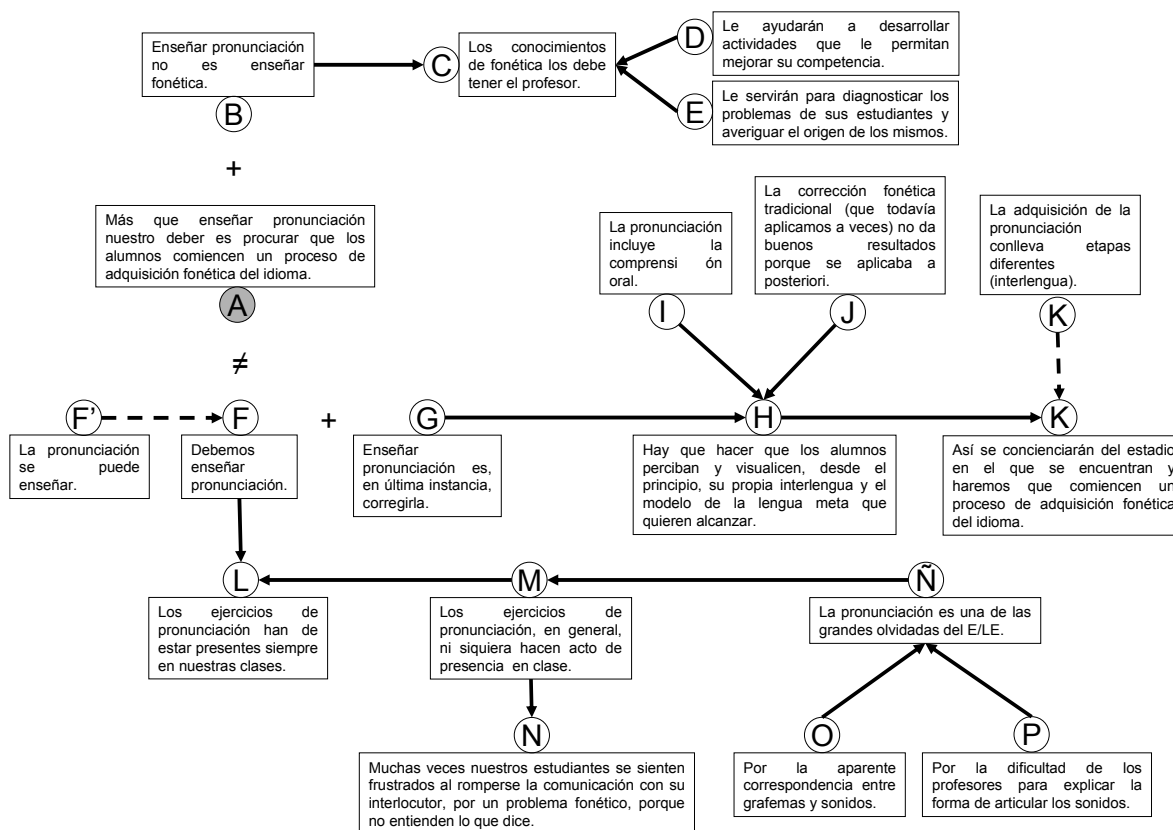 Enseñar pronunciación
no es enseñar
fonética.
B
C
Los conocimientos
de fonética los debe
tener el profesor.
D
Le ayudarán a desarrollar
actividades que le permitan
mejorar su competencia.
E
Le servirán para diagnosticar los
problemas de sus estudiantes y
averiguar el origen de los mismos.
+
Más que enseñar pronunciación
nuestro deber es procurar que los
alumnos comiencen un proceso de
adquisición fonética del idioma.
A
La pronunciación
incluye la
comprensi ón
oral.
I
La corrección fonética
tradicional (que todavía
aplicamos a veces) no da
buenos resultados
porque se aplicaba a
posteriori.
J
La adquisición de la
pronunciación
conlleva etapas
diferentes
(interlengua).
K
≠
F'
La pronunciación
se puede
enseñar.
F
Debemos
enseñar
pronunciación.
+
G
Enseñar
pronunciación es,
en última instancia,
corregirla.
H
Hay que hacer que los alumnos
perciban y visualicen, desde el
principio, su propia interlengua y el
modelo de la lengua meta que
quieren alcanzar.
K
Así se concienciarán del estadio
en el que se encuentran y
haremos que comiencen un
proceso de adquisición fonética
del idioma.
L
Los ejercicios de
pronunciación han de
estar presentes siempre
en nuestras clases.
M
Los ejercicios de
pronunciación, en general,
ni siquiera hacen acto de
presencia en clase.
Ñ
La pronunciación es una de las
grandes olvidadas del E/LE.
N
Muchas veces nuestros estudiantes se sienten
frustrados al romperse la comunicación con su
interlocutor, por un problema fonético, porque
no entienden lo que dice.
O
Por la aparente
correspondencia entre
grafemas y sonidos.
P
Por la dificultad de los
profesores para explicar la
forma de articular los sonidos.